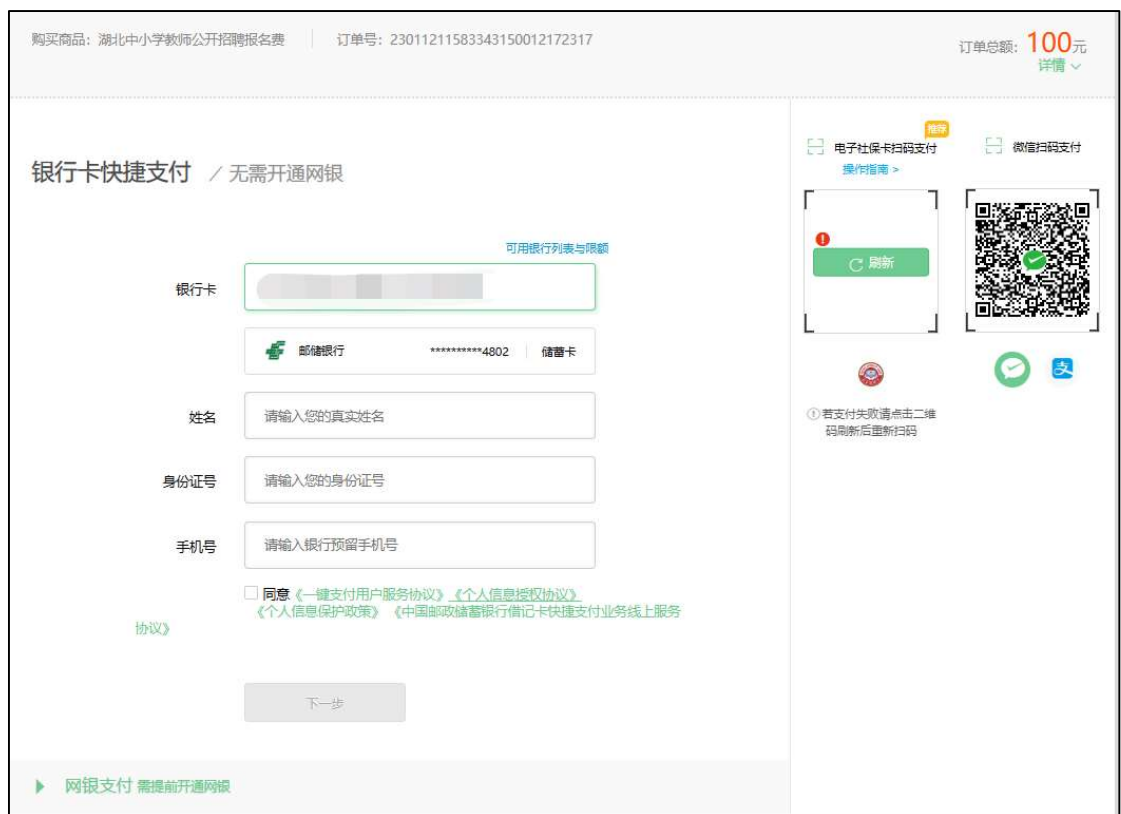 购买商品：湖北中小学教师公开招聘报名费 订单号：23011211583343150012172317
订单总额：100元
详情
银行卡快捷支付 / 无需开通网银
可用银行列表与限额
银行卡
邮储银行 **********4802 储蓄卡
姓名 请输入您的真实姓名
身份证号 请输入您的身份证号
手机号 请输入银行预留手机号
同意《一键支付用户服务协议》《个人信息授权协议》
《个人信息保护政策》《中国邮政储蓄银行借记卡快捷支付业务线上服务
协议》
下一步
网银支付 需提前开通网银
推荐
电子社保卡扫码支付
操作指南 >
刷新
若支付失败请点击二维
码刷新后重新扫码
微信扫码支付
支